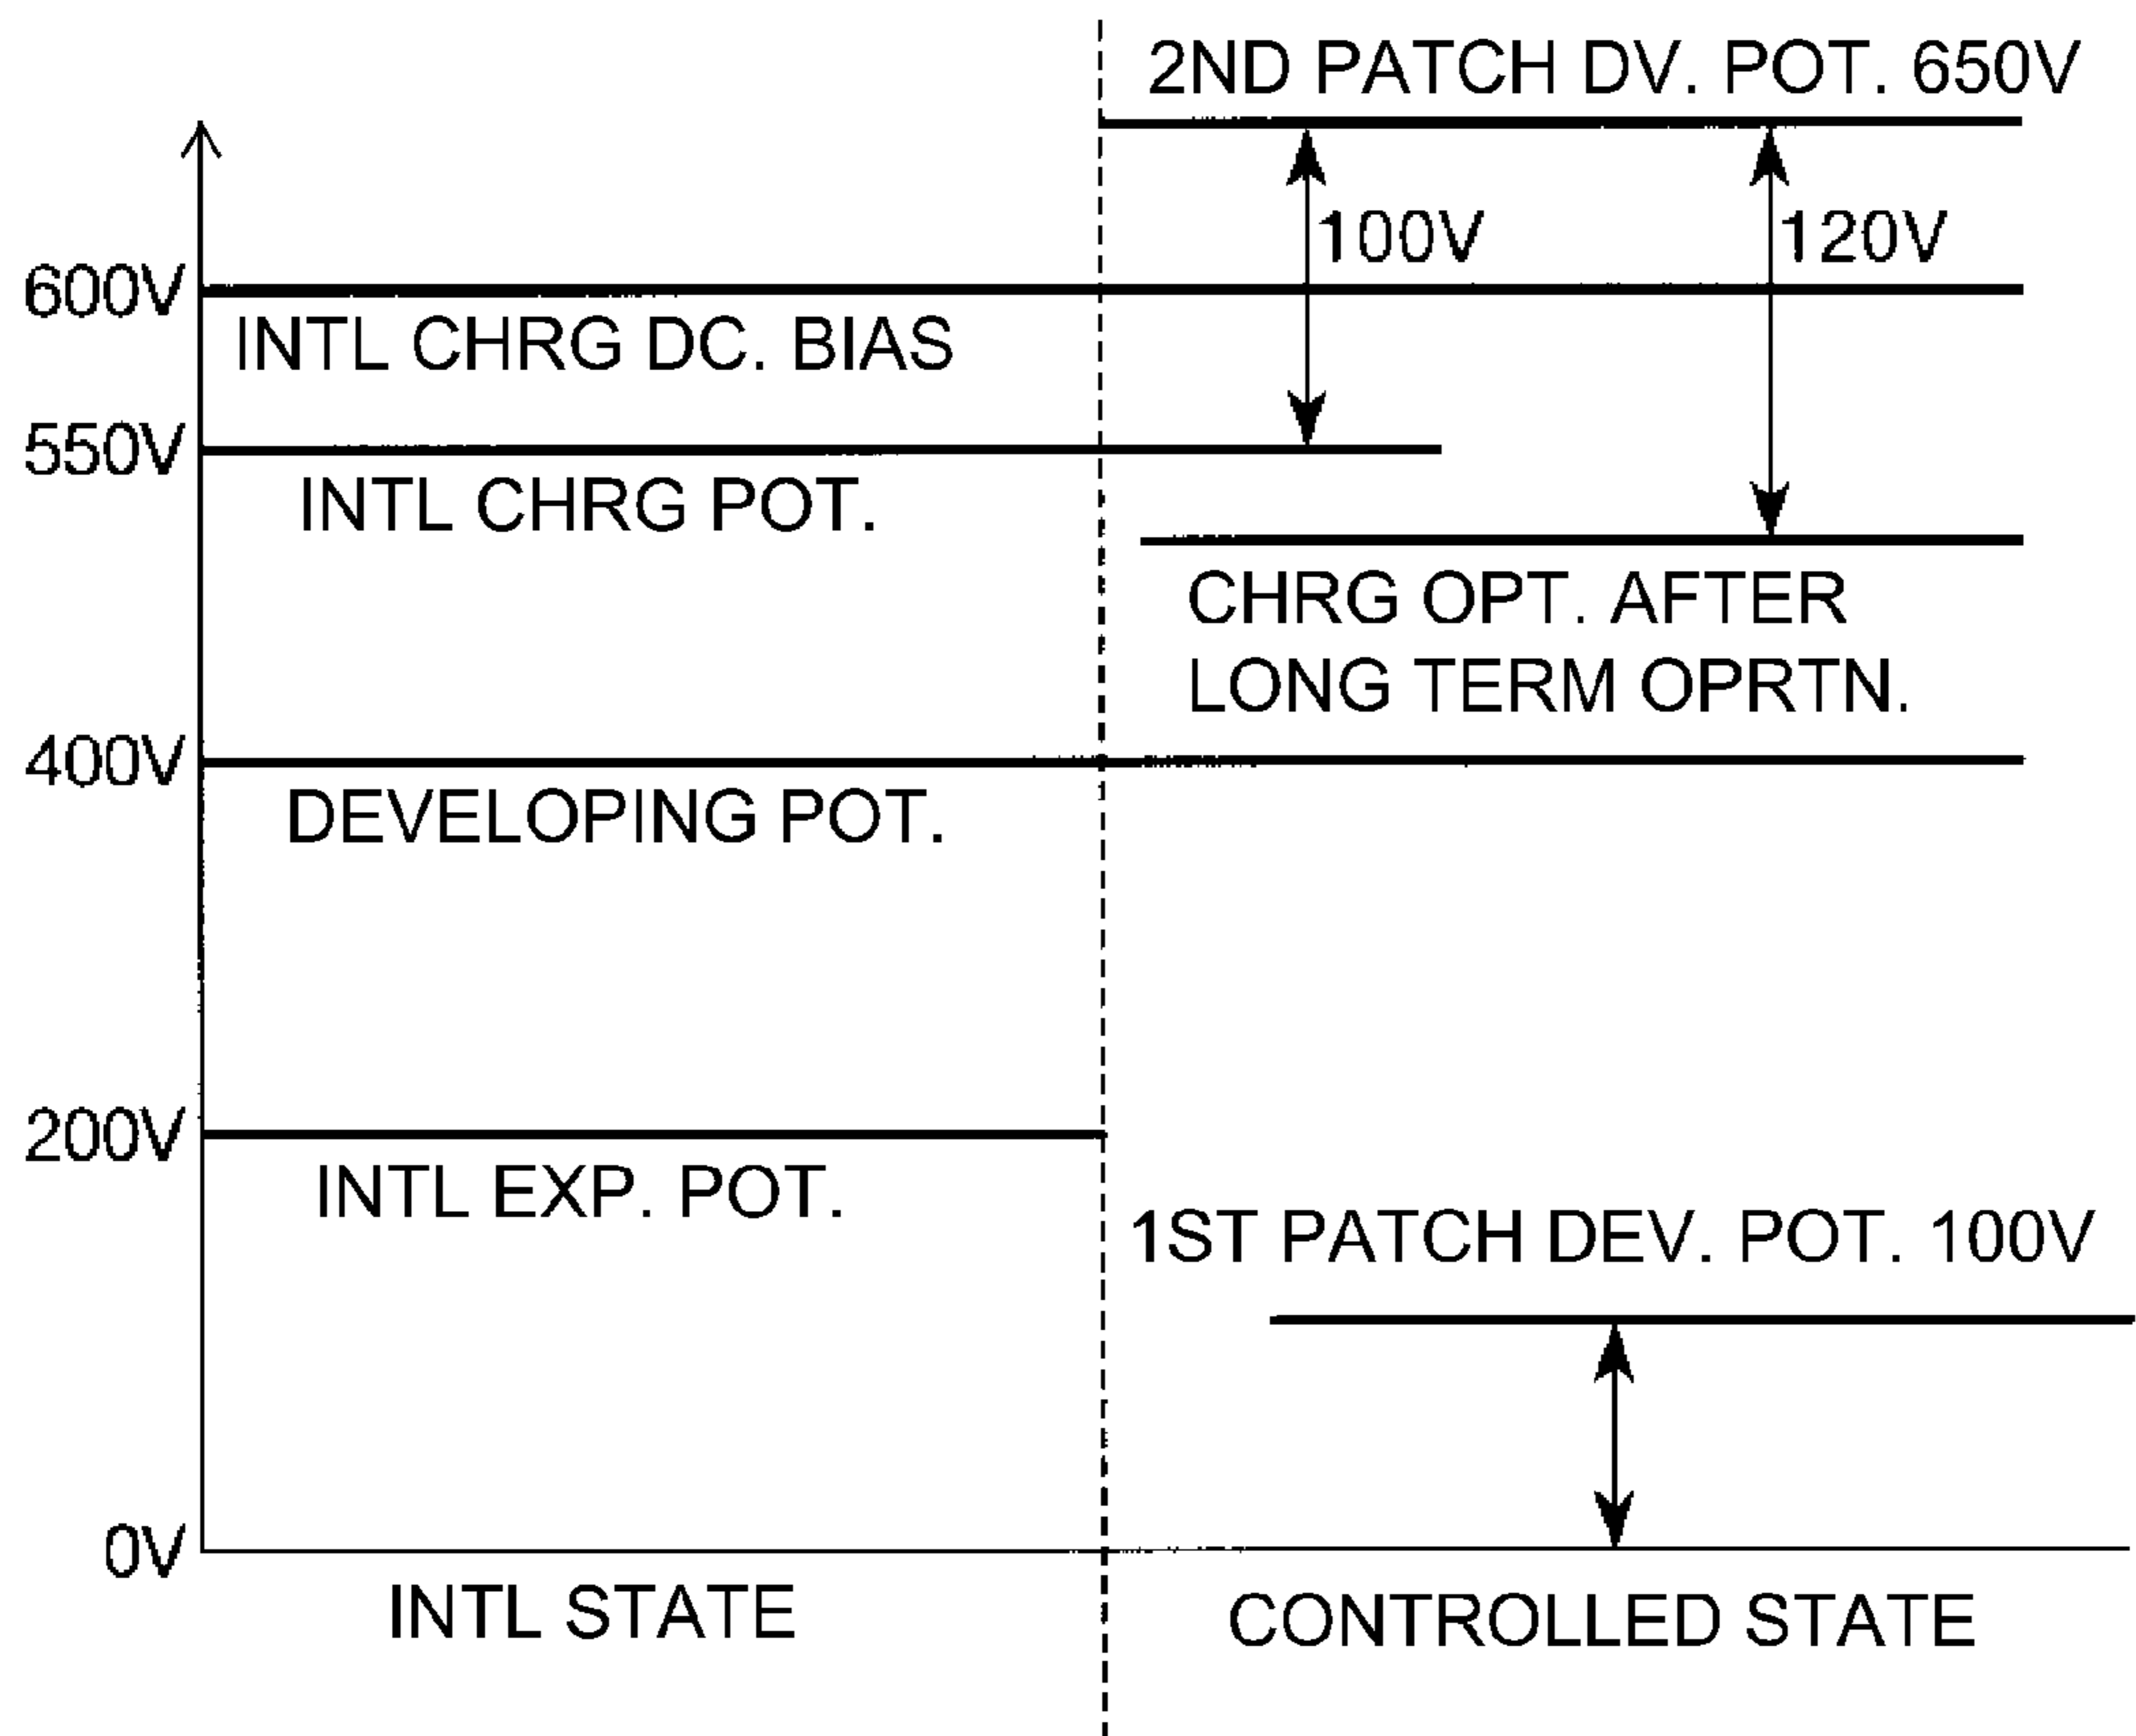 2ND PATCH DV. POT. 650V
100V
120V
600V
INTL CHRG DC. BIAS
550V
INTL CHRG POT.
CHRG OPT. AFTER
LONG TERM OPRTN.
400V
DEVELOPING POT.
200V
INTL EXP. POT.
1ST PATCH DEV. POT. 100V
0V
INTL STATE
CONTROLLED STATE